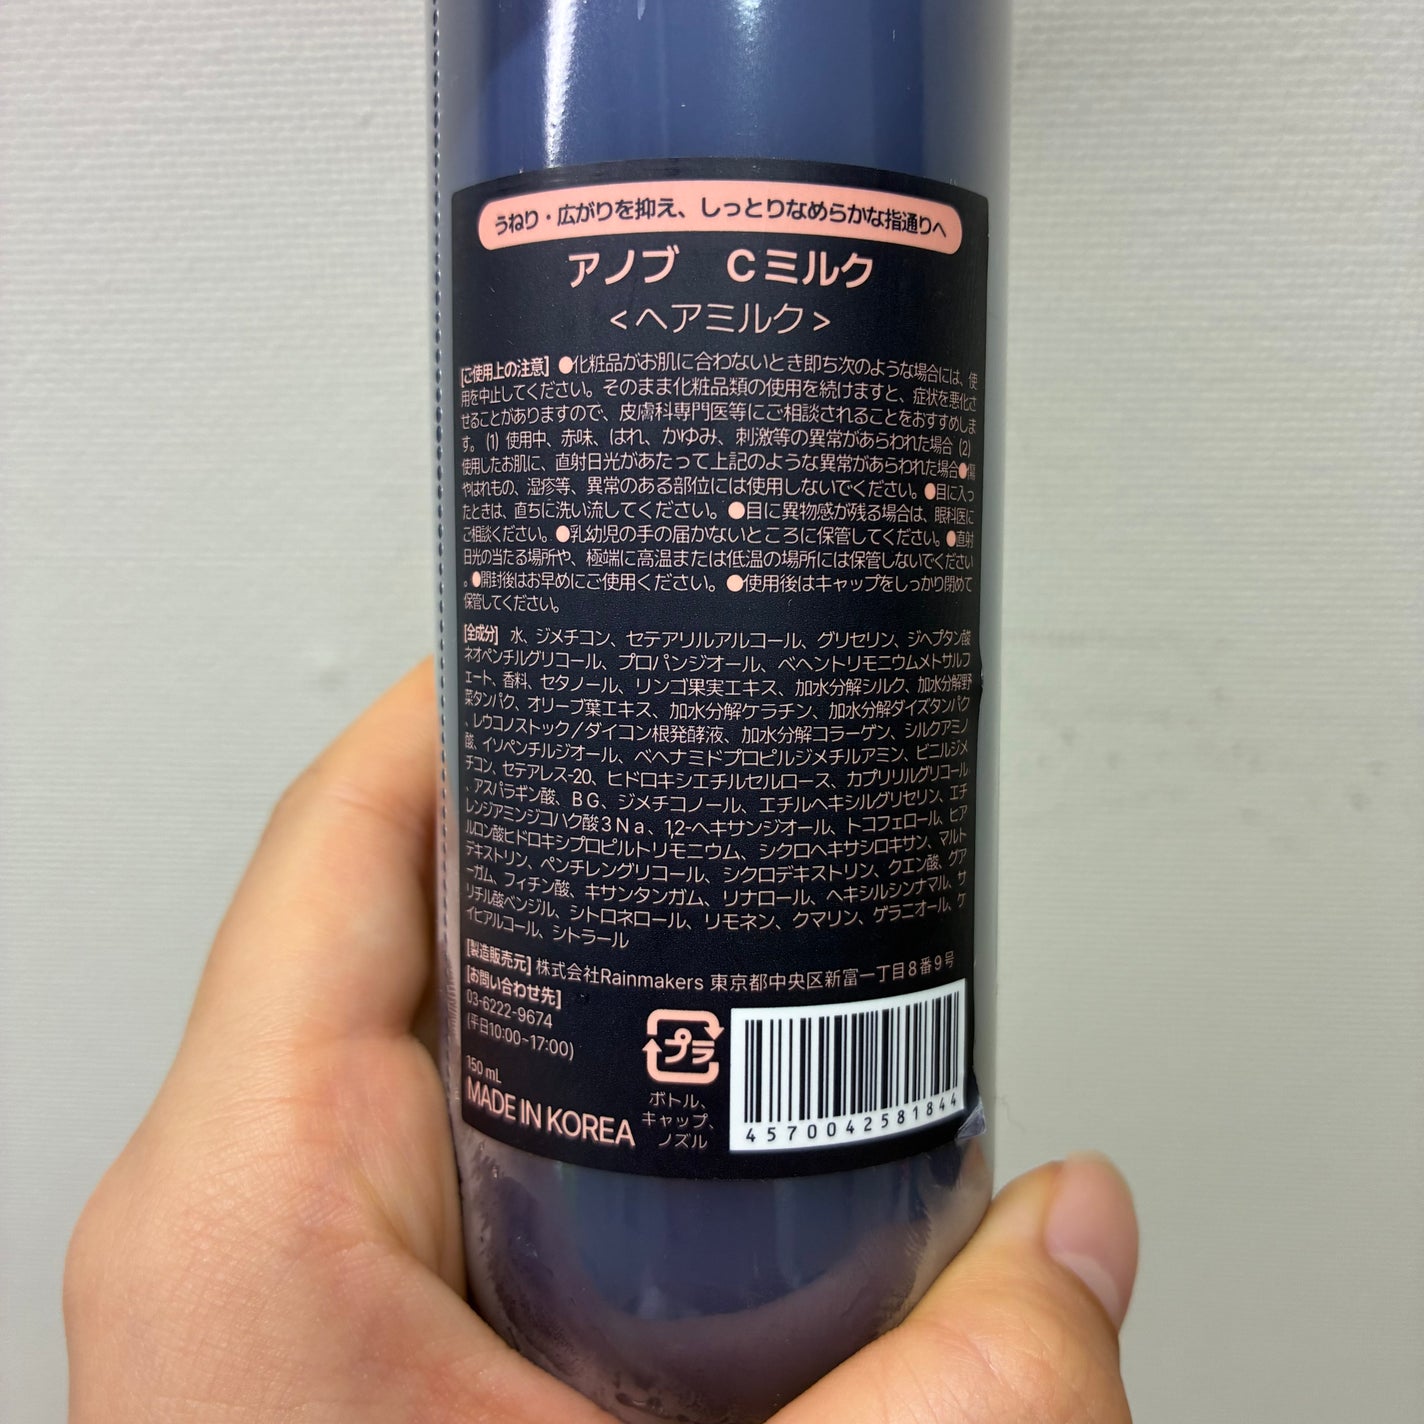 うねり・広がりを抑え、しっとりなめらかな指通りへ
アノブ Cミルク
<ヘアミルク>
[ご使用上の注意] ●化粧品がお肌に合わないとき即ち次のような場合には、使
用を中止してください。そのまま化粧品類の使用を続けますと、症状を悪化さ
せることがありますので、皮膚科専門医等にご相談されることをおすすめしま
す。(1) 使用中、赤味、はれ、かゆみ、刺激等の異常があらわれた場合 (2)
使用したお肌に、直射日光があたって上記のような異常があらわれた場合●傷
やはれもの、湿疹等、異常のある部位には使用しないでください。●目に入っ
たときは、直ちに洗い流してください。●目に異物感が残る場合は、眼科医に
ご相談ください。●乳幼児の手の届かないところに保管してください。●直射
日光の当たる場所や、極端に高温または低温の場所には保管しないでください
。●開封後はお早めにご使用ください。●使用後はキャップをしっかり閉めて
保管してください。
[全成分] 水、ジメチコン、セテアリルアルコール、グリセリン、ジヘプタン酸
ネオペンチルグリコール、プロパンジオール、ベヘントリモニウムメトサルフ
ェート、香料、セタノール、リンゴ果実エキス、加水分解シルク、加水分解野
菜タンパク、オリーブ葉エキス、加水分解ケラチン、加水分解ダイズタンパク
、レウコノストック/ダイコン根発酵液、加水分解コラーゲン、シルクアミノ
酸、イソペンチルジオール、ベヘナミドプロピルジメチルアミン、ビニルジメ
チコン、セテアレス-20、ヒドロキシエチルセルロース、カプリリルグリコール
、アスパラギン酸、BG、ジメチコノール、エチルヘキシルグリセリン、エチ
レンジアミンジコハク酸3Na、1,2-ヘキサンジオール、トコフェロール、ヒア
ルロン酸ヒドロキシプロピルトリモニウム、シクロヘキサシロキサン、マルト
デキストリン、ペンチレングリコール、シクロデキストリン、クエン酸、グア
ーガム、フィチン酸、キサンタンガム、リナロール、ヘキシルシンナマル、サ
リチル酸ベンジル、シトロネロール、リモネン、クマリン、ゲラニオール、ケ
イヒアルコール、シトラール
[製造販売元] 株式会社Rainmakers 東京都中央区新富一丁目8番9号
[お問い合わせ先]
03-6222-9674
(平日10:00~17:00)
150 mL
MADE IN KOREA
プラ
ボトル、
キャップ、
ノズル
4570042581844